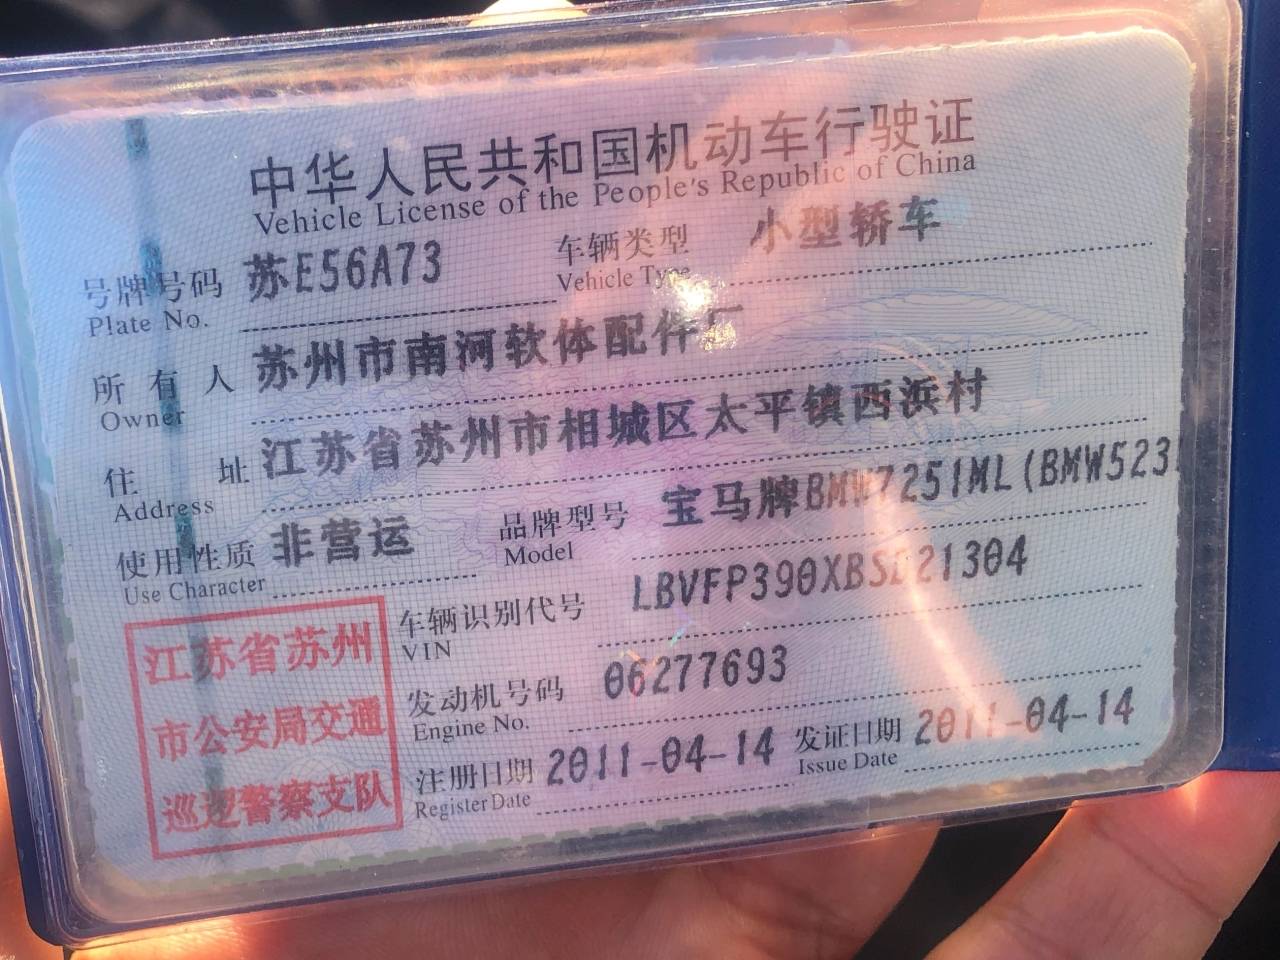 中华人民共和国机动车行驶证
Vehicle License of the People's Republic of China
号牌号码 苏E56A73 车辆类型 小型轿车
Plate No. Vehicle Type
所有人 苏州市南河软体配件厂
Owner
住址 江苏省苏州市相城区太平镇西浜村
Address
使用性质 非营运 品牌型号 宝马牌BMW7251ML(BMW523
Use Character Model
车辆识别代号 LBVFP390XBSD21304
VIN
发动机号码 06277693
Engine No.
注册日期 2011-04-14 发证日期 2011-04-14
Register Date Issue Date
江苏省苏州
市公安局交通
巡逻警察支队